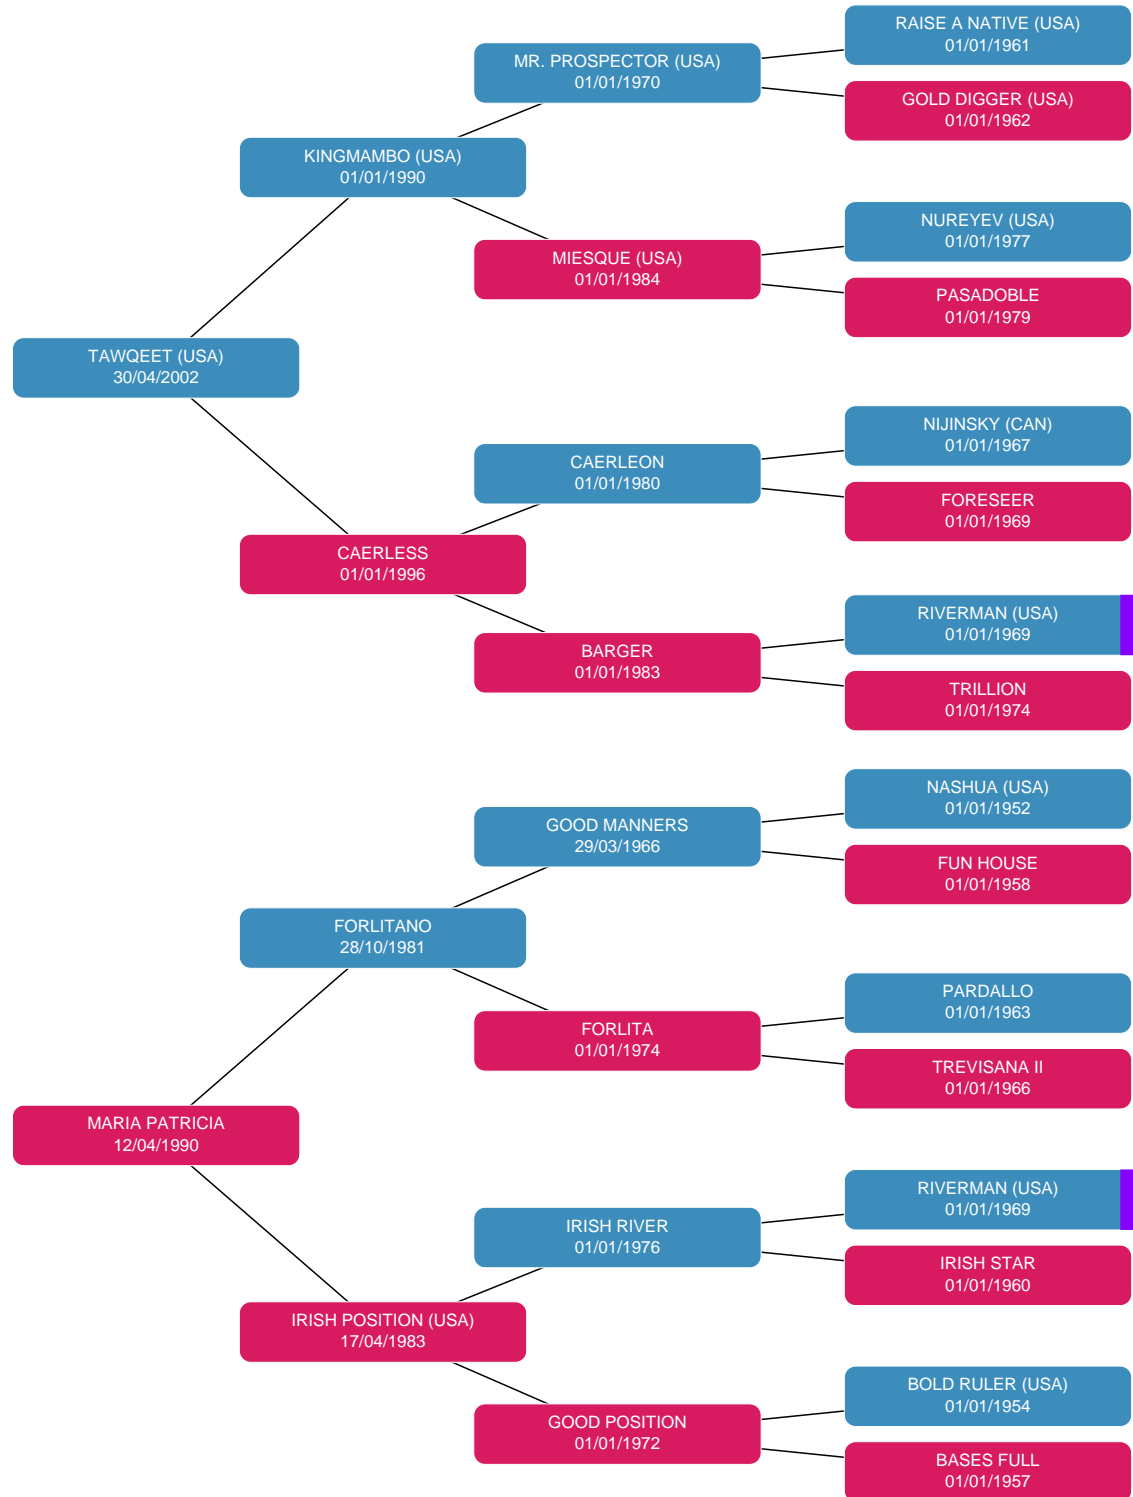 RAISE A NATIVE (USA)
01/01/1961
MR. PROSPECTOR (USA)
01/01/1970
GOLD DIGGER (USA)
01/01/1962
KINGMAMBO (USA)
01/01/1990
NUREYEV (USA)
01/01/1977
MIESQUE (USA)
01/01/1984
PASADOBLE
01/01/1979
TAWQEET (USA)
30/04/2002
NIJINSKY (CAN)
01/01/1967
CAERLEON
01/01/1980
FORESEER
01/01/1969
CAERLESS
01/01/1996
RIVERMAN (USA)
01/01/1969
BARGER
01/01/1983
TRILLION
01/01/1974
NASHUA (USA)
01/01/1952
GOOD MANNERS
29/03/1966
FUN HOUSE
01/01/1958
FORLITANO
28/10/1981
PARDALLO
01/01/1963
FORLITA
01/01/1974
TREVISANA II
01/01/1966
MARIA PATRICIA
12/04/1990
RIVERMAN (USA)
01/01/1969
IRISH RIVER
01/01/1976
IRISH STAR
01/01/1960
IRISH POSITION (USA)
17/04/1983
BOLD RULER (USA)
01/01/1954
GOOD POSITION
01/01/1972
BASES FULL
01/01/1957